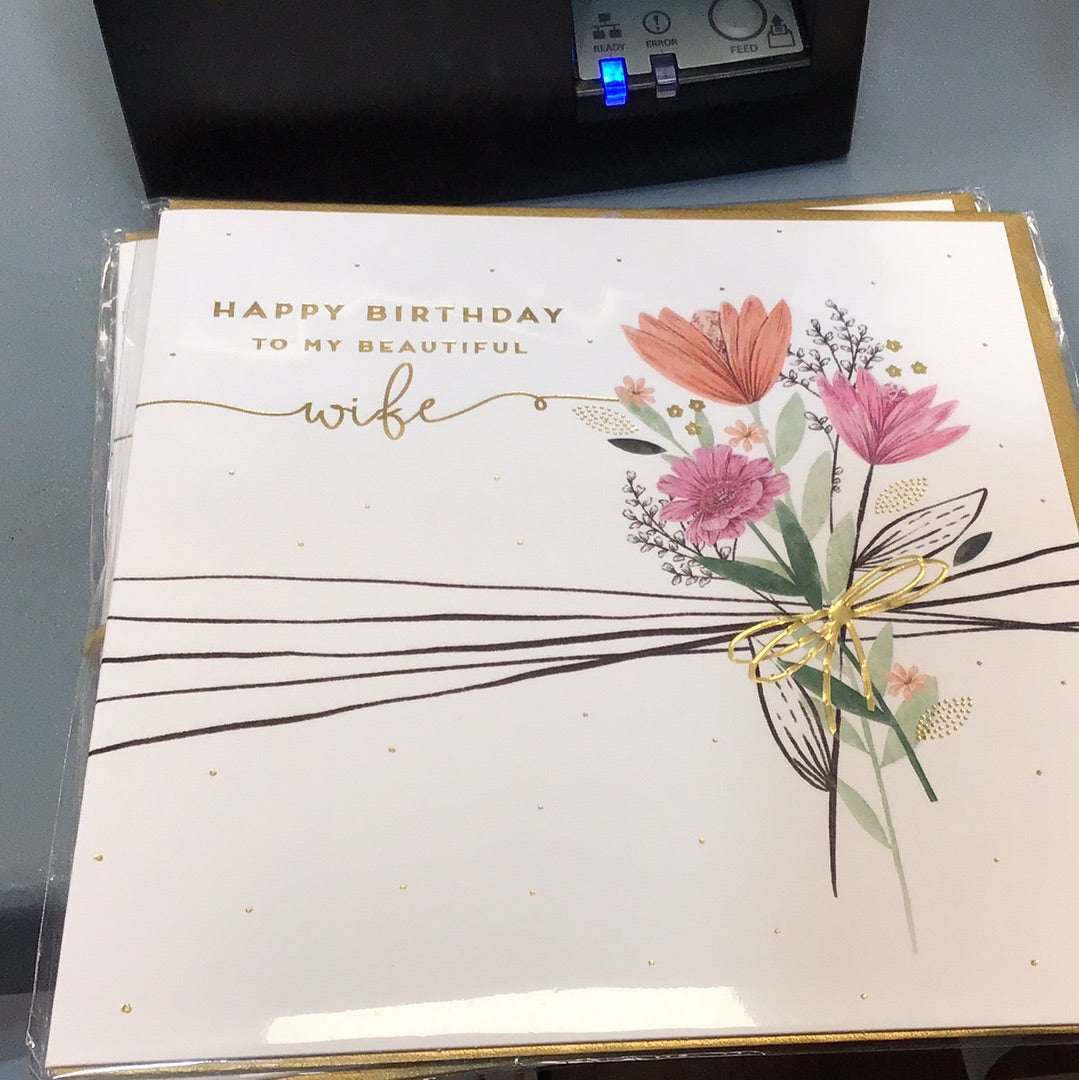 READY ERROR FEED
HAPPY BIRTHDAY
TO MY BEAUTIFUL
wife